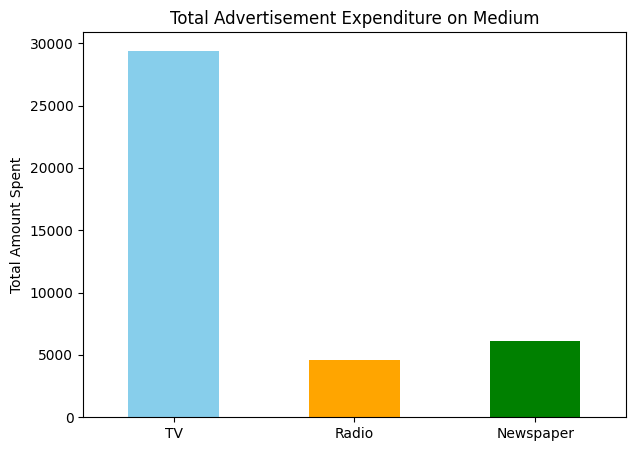 Total Advertisement Expenditure on Medium
Total Amount Spent
30000
25000
20000
15000
10000
5000
0
TV
Radio
Newspaper